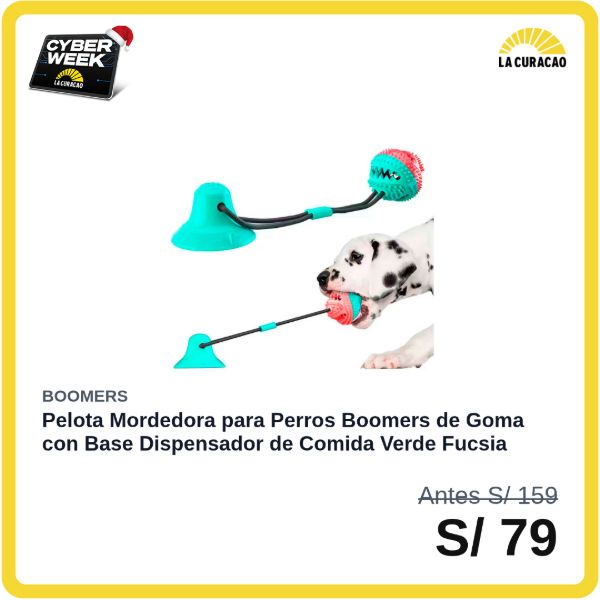 CYBER
WEEK
LA CURACAO
LA CURACAO
BOOMERS
Pelota Mordedora para Perros Boomers de Goma
con Base Dispensador de Comida Verde Fucsia
Antes S/ 159
S/ 79